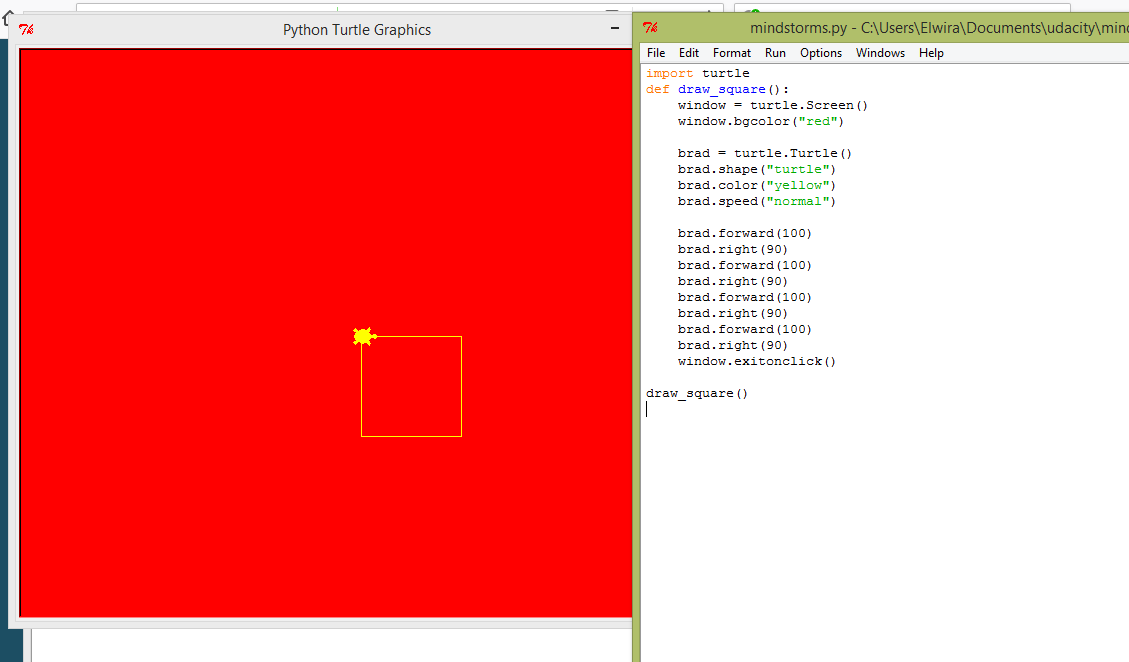 Python Turtle Graphics
mindstorms.py - C:\Users\Elwira\Documents\udacity\mind
File Edit Format Run Options Windows Help
import turtle
def draw_square():
    window = turtle.Screen()
    window.bgcolor("red")
    brad = turtle.Turtle()
    brad.shape("turtle")
    brad.color("yellow")
    brad.speed("normal")
    brad.forward(100)
    brad.right(90)
    brad.forward(100)
    brad.right(90)
    brad.forward(100)
    brad.right(90)
    brad.forward(100)
    brad.right(90)
    window.exitonclick()
draw_square()